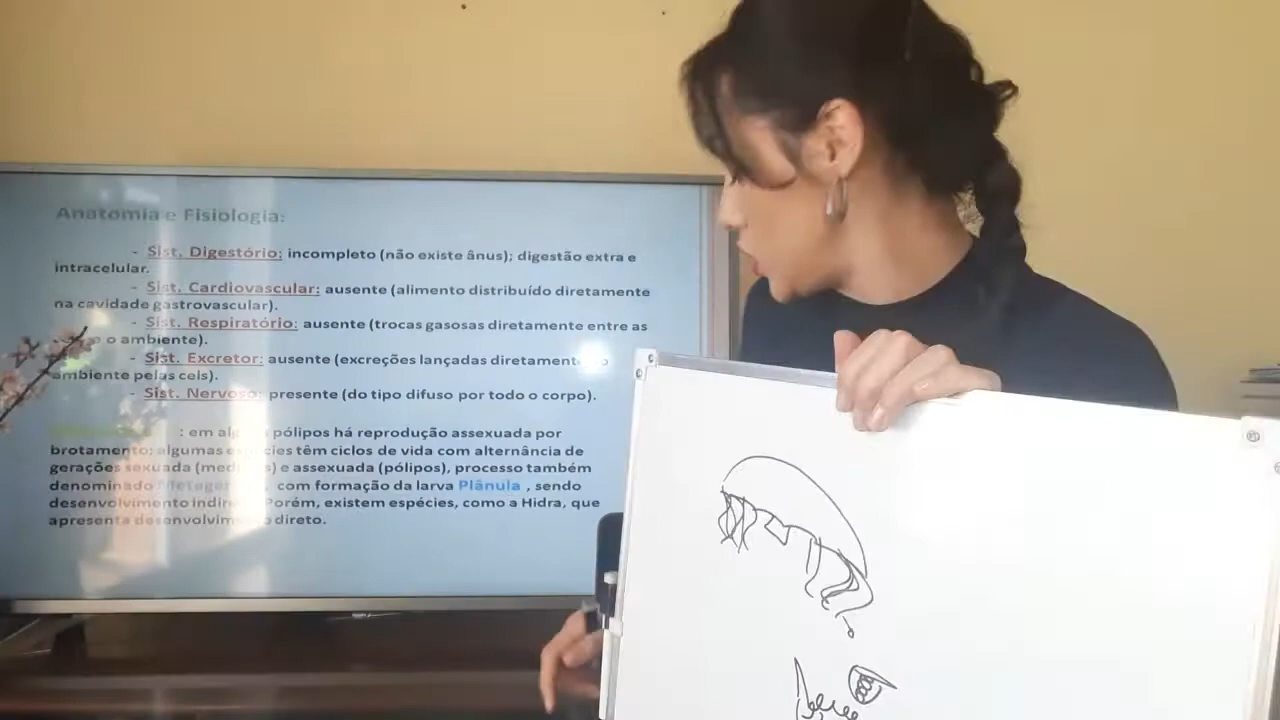 Anatomia e Fisiologia:
- Sist. Digestório: incompleto (não existe ânus); digestão extra e
intracelular.
- Sist. Cardiovascular: ausente (alimento distribuído diretamente
na cavidade gastrovascular).
- Sist. Respiratório: ausente (trocas gasosas diretamente entre as
e o ambiente).
- Sist. Excretor: ausente (excreções lançadas diretamente
ambiente pelas cels).
- Sist. Nervoso: presente (do tipo difuso por todo o corpo).
: em alguns pólipos há reprodução assexuada por
brotamento; algumas espécies têm ciclos de vida com alternância de
gerações sexuada (medusas) e assexuada (pólipos), processo também
denominado , com formação da larva Plânula , sendo
desenvolvimento indireto. Porém, existem espécies, como a Hidra, que
apresenta desenvolvimento direto.